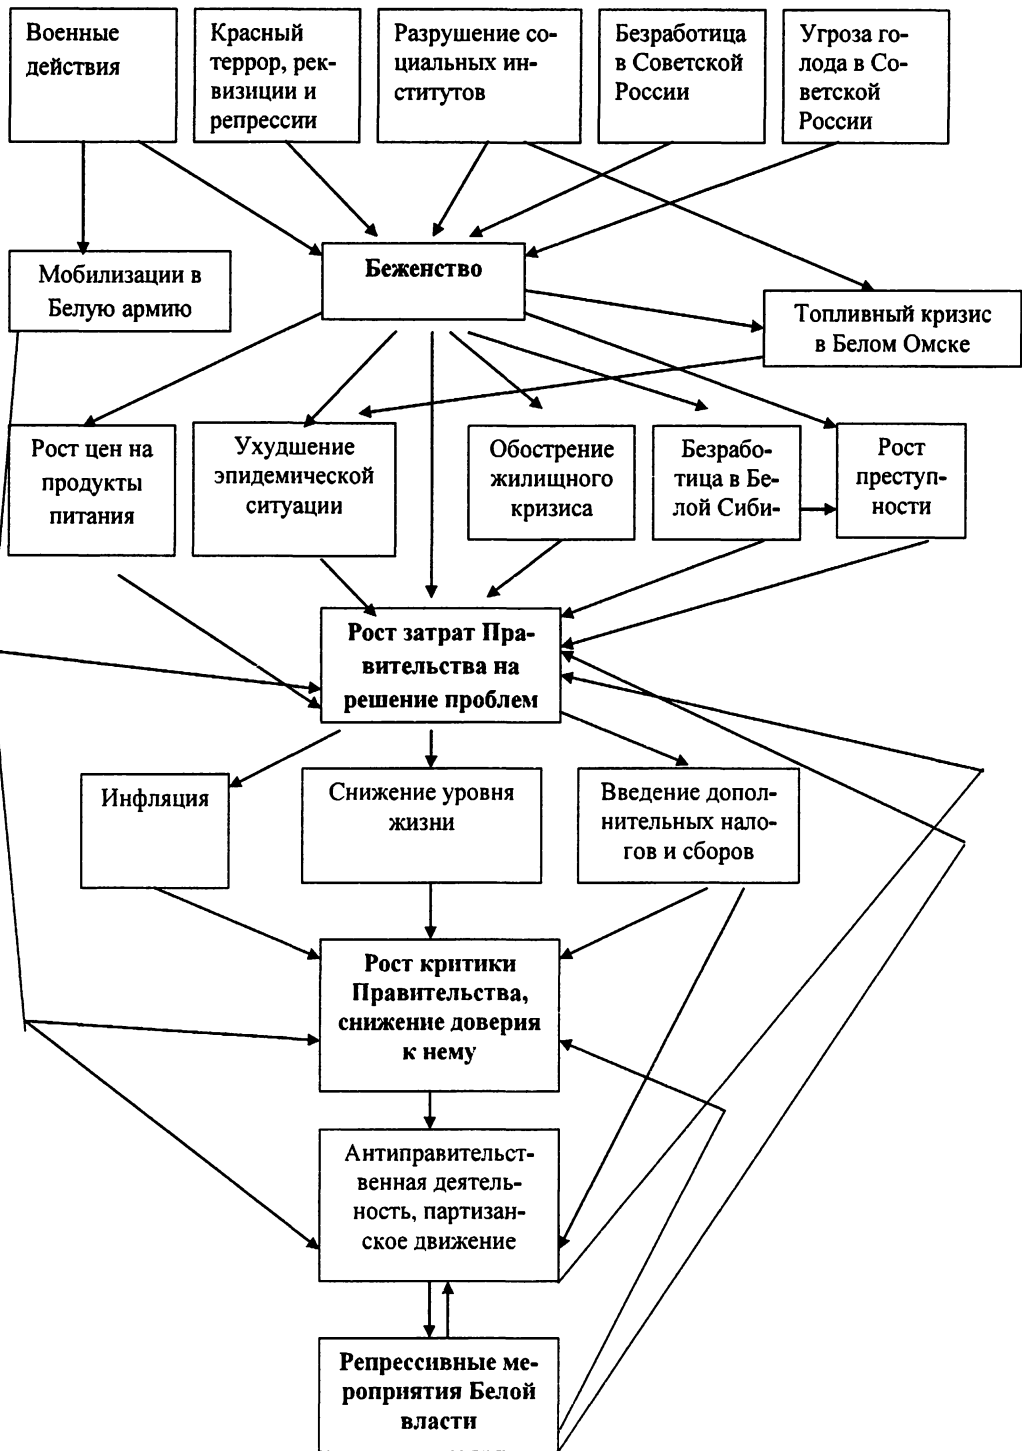 Военные
действия
Красный
террор, рек-
визиции и
репрессии
Разрушение со-
циальных ин-
ститутов
Безработица
в Советской
России
Угроза го-
лода в Со-
ветской
России
Мобилизации в
Белую армию
Беженство
Топливный кризис
в Белом Омске
Рост цен на
продукты
питания
Ухудшение
эпидемической
ситуации
Обострение
жилищного
кризиса
Безрабо-
тица в Бе-
лой Сиби-
Рост
преступ-
ности
Рост затрат Пра-
вительства на
решение проблем
Инфляция
Снижение уровня
жизни
Введение допол-
нительных нало-
гов и сборов
Рост критики
Правительства,
снижение доверия
к нему
Антиправительст-
венная деятель-
ность, партизан-
ское движение
Репрессивные ме-
роприятия Белой
власти